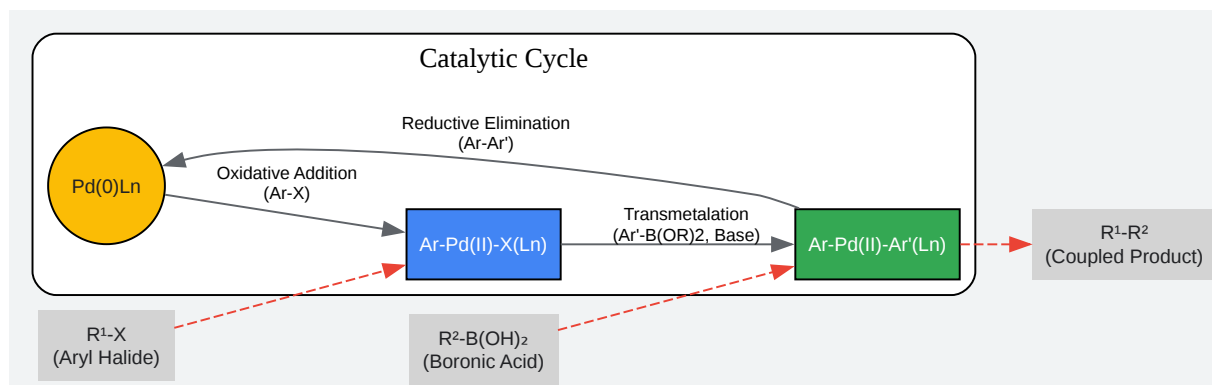 Catalytic Cycle
Reductive Elimination
(Ar-Ar')
Oxidative Addition
(Ar-X)
Pd(0)Ln
Transmetalation
(Ar'-B(OR)2, Base)
Ar-Pd(II)-X(Ln)
Ar-Pd(II)-Ar'(Ln)
R¹-R²
(Coupled Product)
R¹-X
(Aryl Halide)
R²-B(OH)₂
(Boronic Acid)